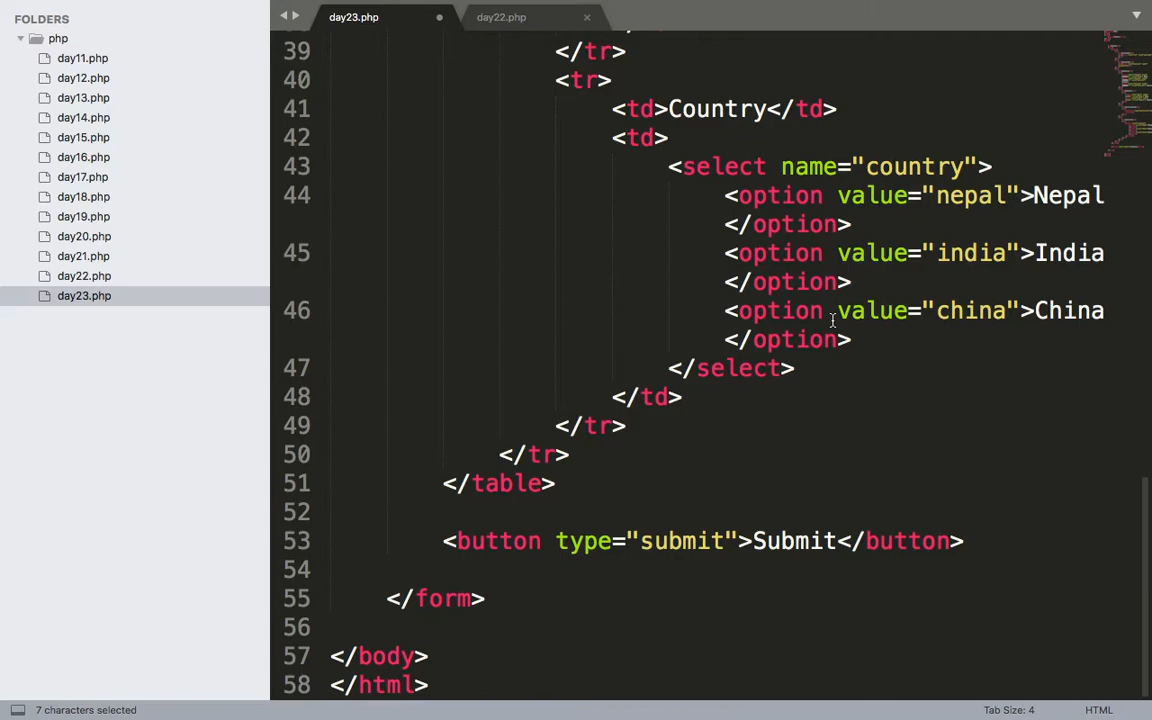 FOLDERS
php
day11.php
day12.php
day13.php
day14.php
day15.php
day16.php
day17.php
day18.php
day19.php
day20.php
day21.php
day22.php
day23.php
day23.php
day22.php
39 </tr>
40 <tr>
41 <td>Country</td>
42 <td>
43 <select name="country">
44 <option value="nepal">Nepal
</option>
45 <option value="india">India
</option>
46 <option value="china">China
</option>
47 </select>
48 </td>
49 </tr>
50 </tr>
51 </table>
52
53 <button type="submit">Submit</button>
54
55 </form>
56
57 </body>
58 </html>
7 characters selected
Tab Size: 4
HTML